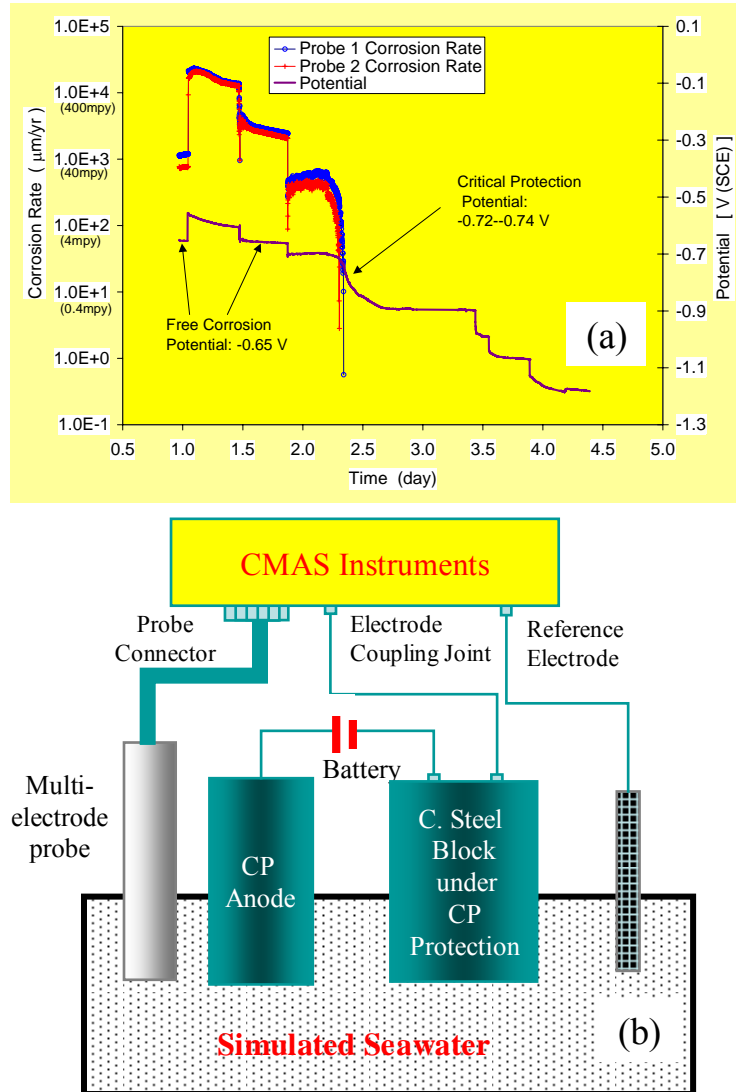 1.0E+5
1.0E+4
(400mpy)
1.0E+3
(40mpy)
1.0E+2
(4mpy)
1.0E+1
(0.4mpy)
1.0E+0
1.0E-1
Corrosion Rate ( μm/yr)
Probe 1 Corrosion Rate
Probe 2 Corrosion Rate
Potential
Critical Protection
Potential:
-0.72--0.74 V
Free Corrosion
Potential: -0.65 V
(a)
0.1
-0.1
-0.3
-0.5
-0.7
-0.9
-1.1
-1.3
Potential [ V (SCE)]
0.5 1.0 1.5 2.0 2.5 3.0 3.5 4.0 4.5 5.0
Time (day)
CMAS Instruments
Probe
Connector
Electrode
Coupling Joint
Reference
Electrode
Battery
Multi-
electrode
probe
CP
Anode
C. Steel
Block
under
CP
Protection
(b)
Simulated Seawater